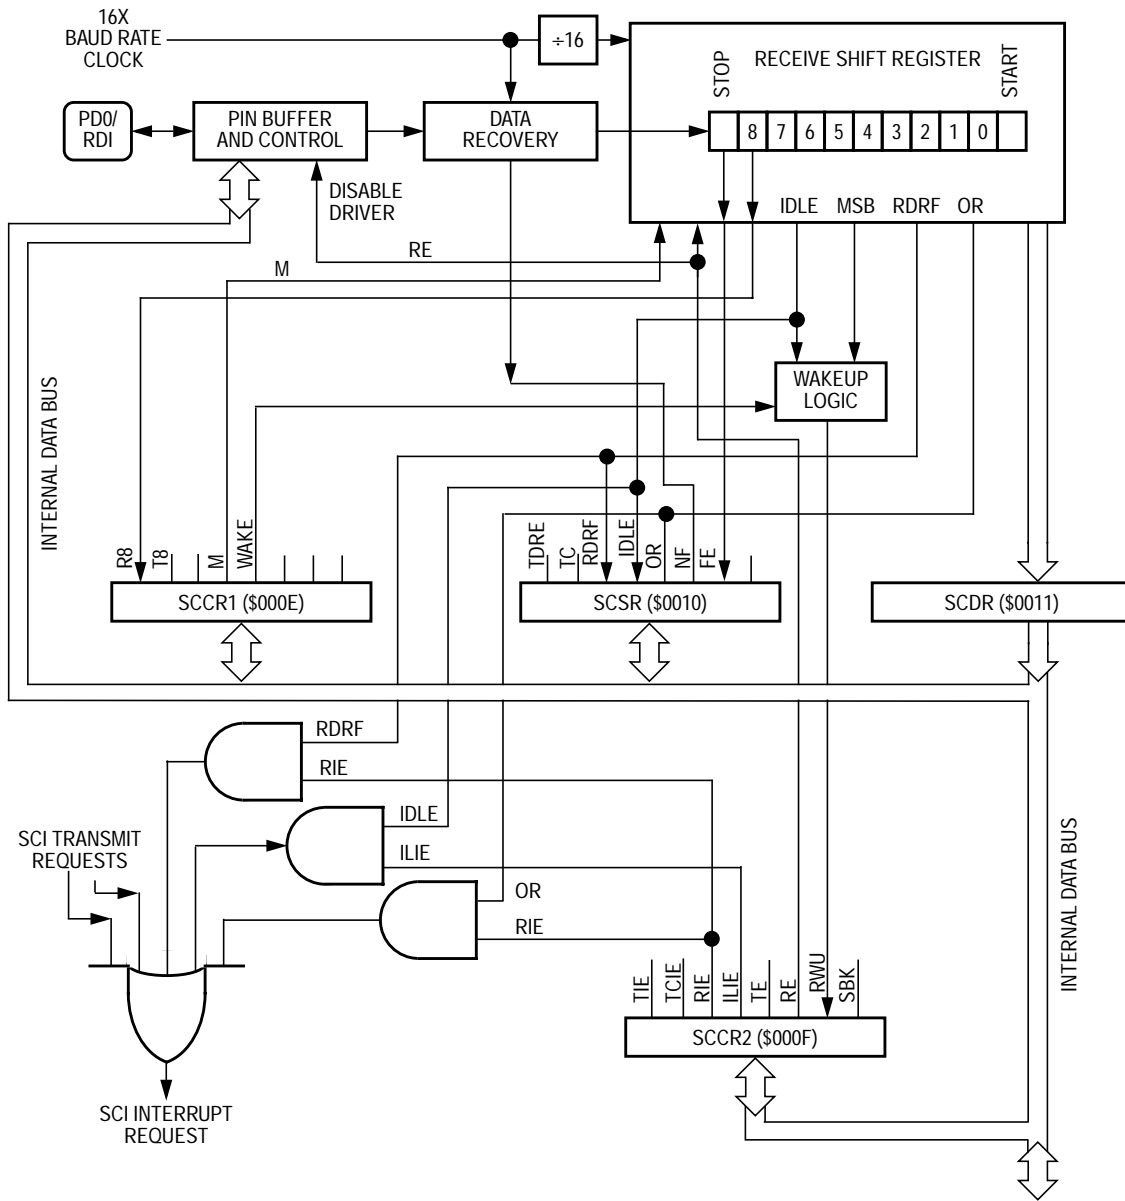 16X
BAUD RATE
CLOCK
÷16
RECEIVE SHIFT REGISTER
STOP
START
PD0/
RDI
PIN BUFFER
AND CONTROL
DATA
RECOVERY
8 7 6 5 4 3 2 1 0
DISABLE
DRIVER
IDLE MSB RDRF OR
RE
M
WAKEUP
LOGIC
INTERNAL DATA BUS
R8 T8 M WAKE
TDRE TC RDRF IDLE OR NF FE
SCCR1 ($000E)
SCSR ($0010)
SCDR ($0011)
RDRF
RIE
IDLE
ILIE
SCI TRANSMIT
REQUESTS
OR
RIE
INTERNAL DATA BUS
TIE TCIE RIE ILIE TE RE RWU SBK
SCCR2 ($000F)
SCI INTERRUPT
REQUEST